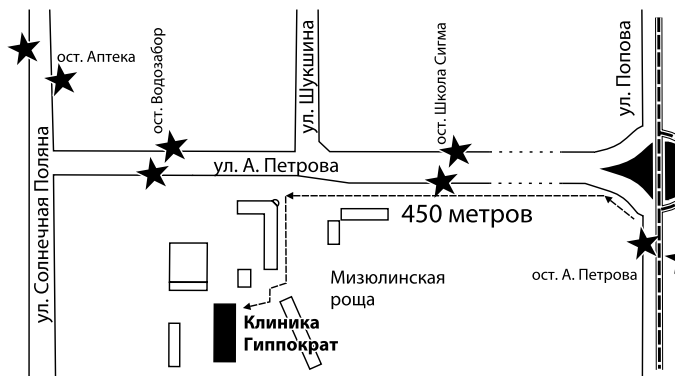 ост. Аптека
ост. Водозабор
ул. Шукшина
ост. Школа Сигма
ул. Попова
ул. Солнечная Поляна
ул. А. Петрова
450 метров
ост. А. Петрова
Мизюлинская
роща
Клиника
Гиппократ